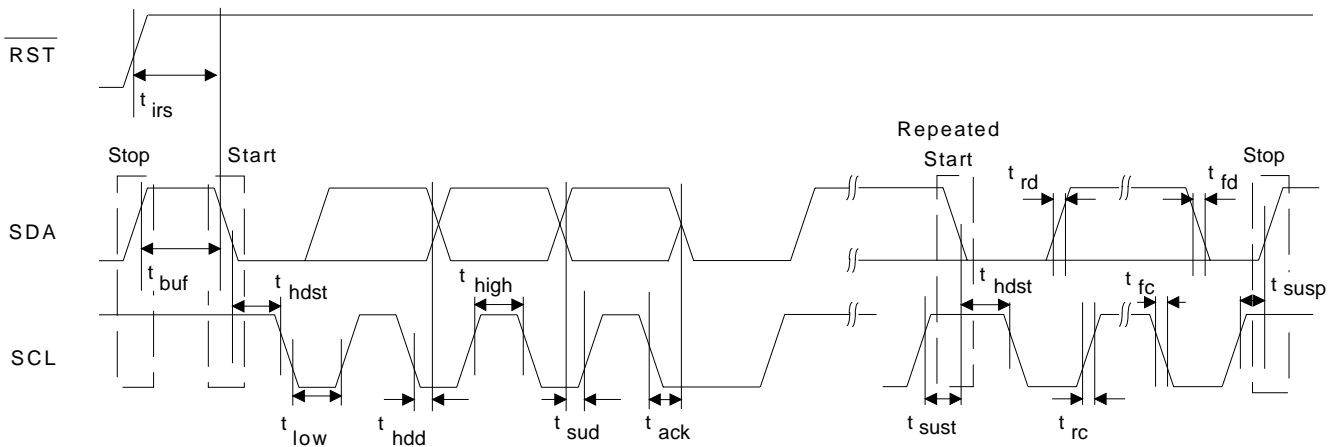 RST
t irs
Repeated
Stop Start Start Stop
t rd t fd
SDA
t buf t hdst t high t hdst t fc t susp
SCL
t low t hdd t sud t ack t sust t rc